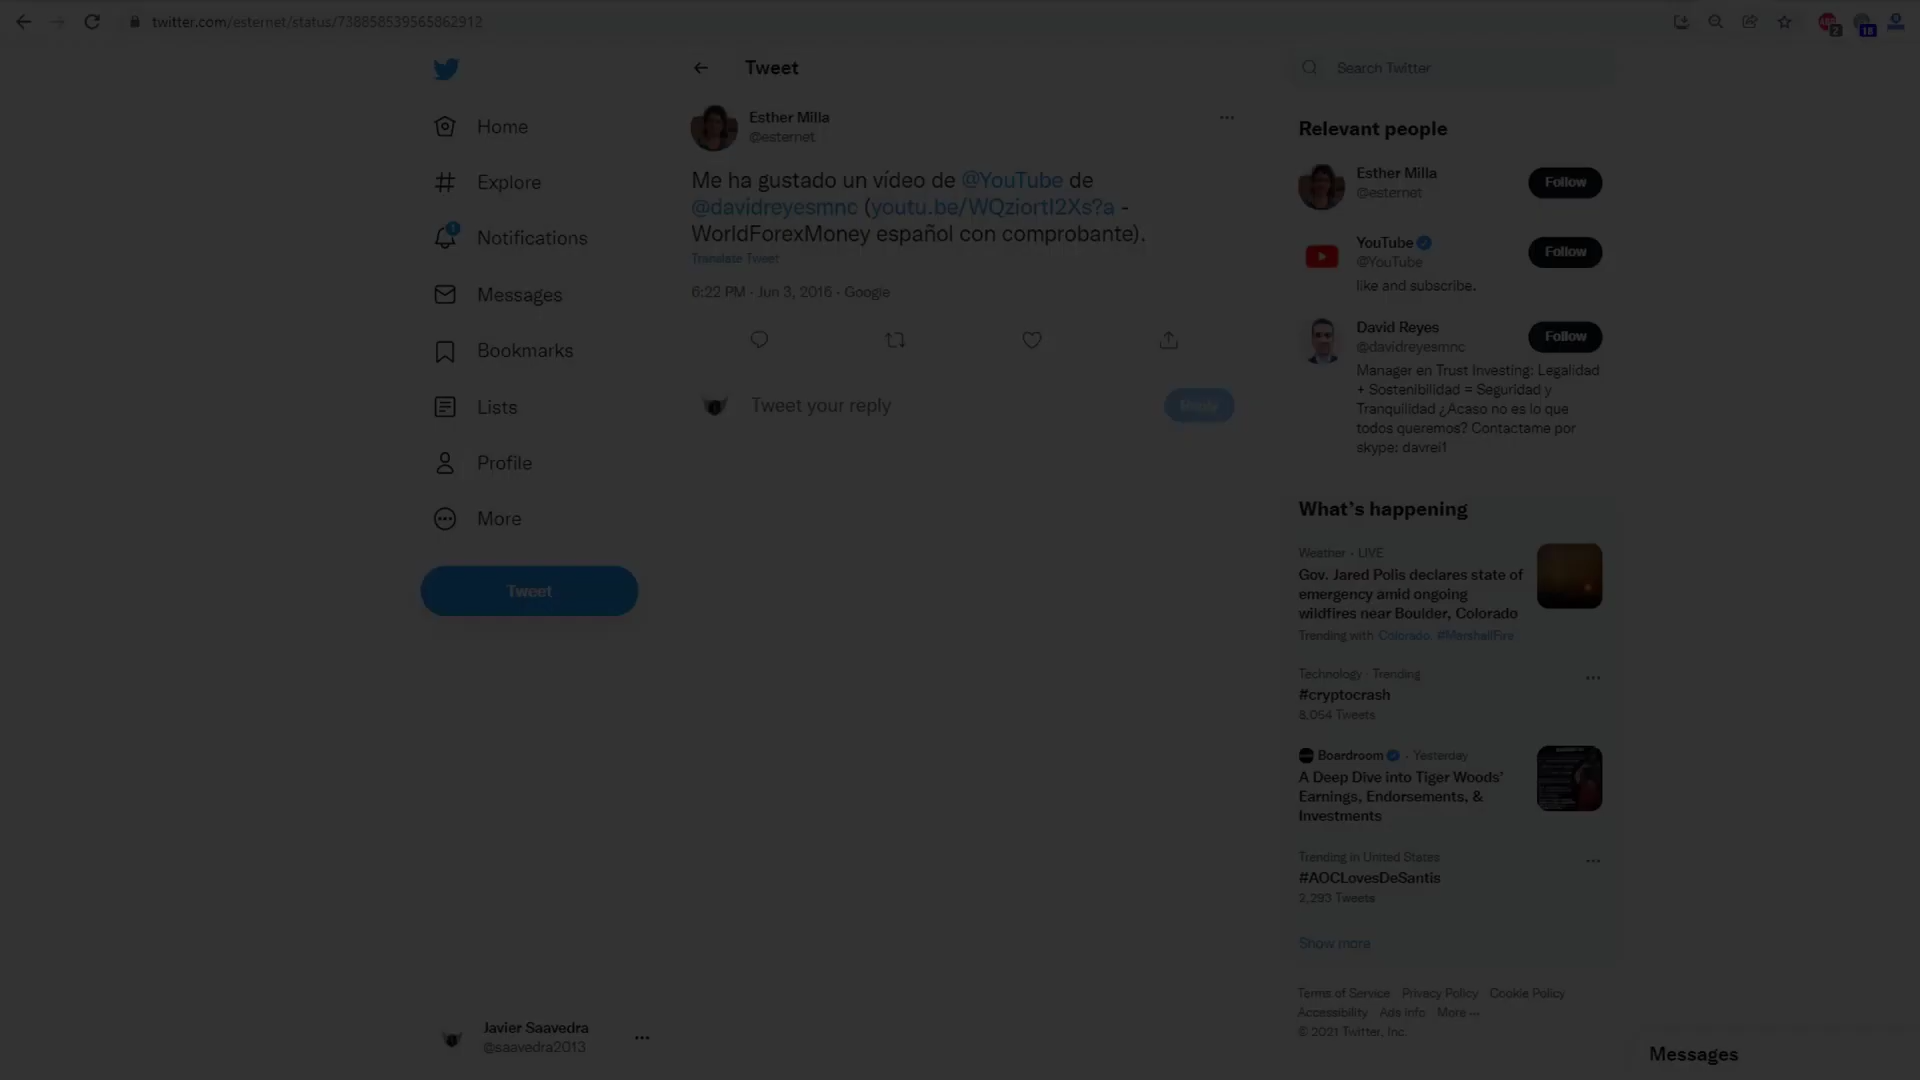 twitter.com/esternet/status/738858539565862912
Home
Explore
Notifications
Messages
Bookmarks
Lists
Profile
More
Tweet
Javier Saavedra
@saavedra2013
Tweet
Esther Milla
@esternet
Me ha gustado un vídeo de @YouTube de
@davidreyesmnc (youtu.be/WQziortI2Xs?a -
WorldForexMoney español con comprobante).
Translate Tweet
6:22 PM · Jun 3, 2016 · Google
Tweet your reply
Reply
Search Twitter
Relevant people
Esther Milla
@esternet
Follow
YouTube
@YouTube
Follow
like and subscribe.
David Reyes
@davidreyesmnc
Follow
Manager en Trust Investing: Legalidad
+ Sostenibilidad = Seguridad y
Tranquilidad ¿Acaso no es lo que
todos queremos? Contactame por
skype: davrei1
What's happening
Weather · LIVE
Gov. Jared Polis declares state of
emergency amid ongoing
wildfires near Boulder, Colorado
Trending with Colorado, #MarshallFire
Technology · Trending
#cryptocrash
8,054 Tweets
Boardroom · Yesterday
A Deep Dive into Tiger Woods'
Earnings, Endorsements, &
Investments
Trending in United States
#AOCLovesDeSantis
2,293 Tweets
Show more
Terms of Service Privacy Policy Cookie Policy
Accessibility Ads info More ···
© 2021 Twitter, Inc.
Messages